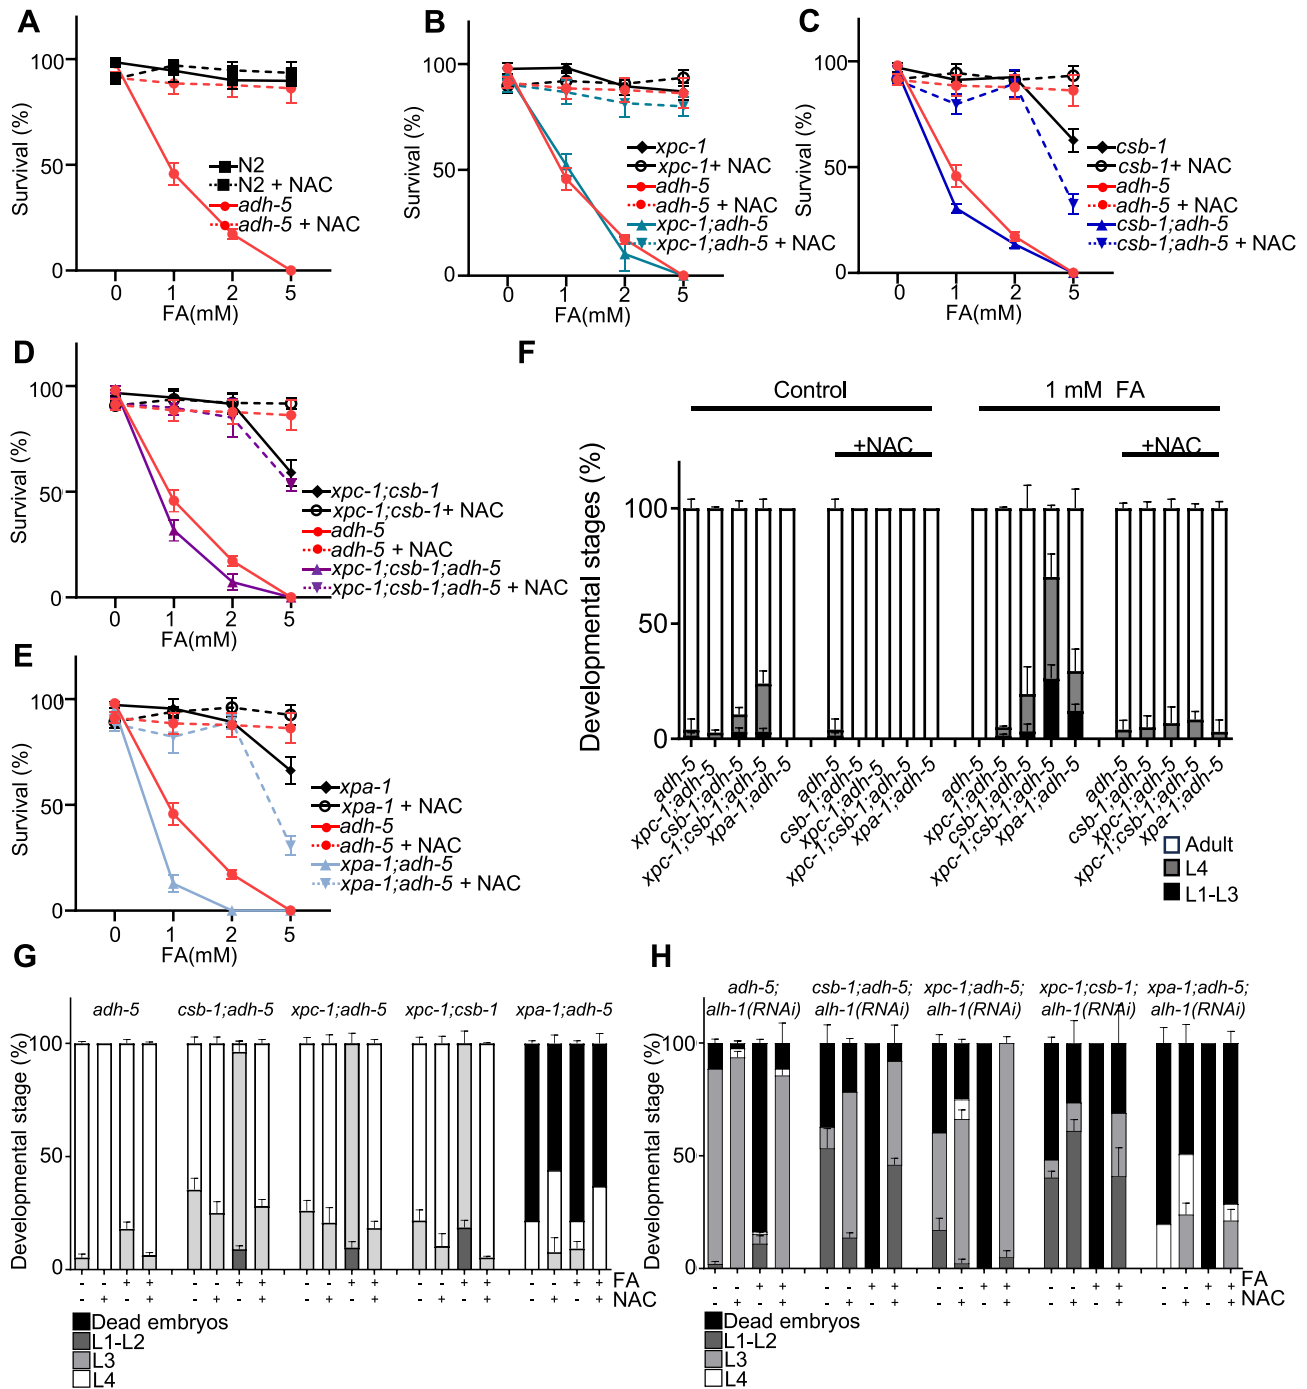 A
100
50
0
Survival (%)
0 1 2 5
FA(mM)
N2
N2 + NAC
adh-5
adh-5 + NAC
B
100
50
0
Survival (%)
0 1 2 5
FA(mM)
xpc-1
xpc-1+ NAC
adh-5
adh-5 + NAC
xpc-1;adh-5
xpc-1;adh-5 + NAC
C
100
50
0
Survival (%)
0 1 2 5
FA(mM)
csb-1
csb-1+ NAC
adh-5
adh-5 + NAC
csb-1;adh-5
csb-1;adh-5 + NAC
D
100
50
0
Survival (%)
0 1 2 5
FA(mM)
xpc-1;csb-1
xpc-1;csb-1+ NAC
adh-5
adh-5 + NAC
xpc-1;csb-1;adh-5
xpc-1;csb-1;adh-5 + NAC
E
100
50
0
Survival (%)
0 1 2 5
FA(mM)
xpa-1
xpa-1 + NAC
adh-5
adh-5 + NAC
xpa-1;adh-5
xpa-1;adh-5 + NAC
F
Control
1 mM FA
+NAC
+NAC
Developmental stages (%)
100
50
0
adh-5
xpc-1;adh-5
csb-1;adh-5
xpc-1;csb-1;adh-5
xpa-1;adh-5
adh-5
csb-1;adh-5
xpc-1;adh-5
xpc-1;csb-1;adh-5
xpa-1;adh-5
adh-5
xpc-1;adh-5
csb-1;adh-5
xpc-1;csb-1;adh-5
xpa-1;adh-5
adh-5
csb-1;adh-5
xpc-1;adh-5
xpc-1;csb-1;adh-5
xpa-1;adh-5
Adult
L4
L1-L3
G
adh-5 csb-1;adh-5 xpc-1;adh-5 xpc-1;csb-1 xpa-1;adh-5
Developmental stage (%)
100
50
0
- - + + - - + + - - + + - - + + - - + + FA
- + - + - + - + - + - + - + - + - + - + NAC
Dead embryos
L1-L2
L3
L4
H
adh-5; csb-1;adh-5; xpc-1;adh-5; xpc-1;csb-1; xpa-1;adh-5;
alh-1(RNAi) alh-1(RNAi) alh-1(RNAi) alh-1(RNAi) alh-1(RNAi)
Developmental stage (%)
100
50
0
- - + + - - + + - - + + - - + + - - + + FA
- + - + - + - + - + - + - + - + - + - + NAC
Dead embryos
L1-L2
L3
L4